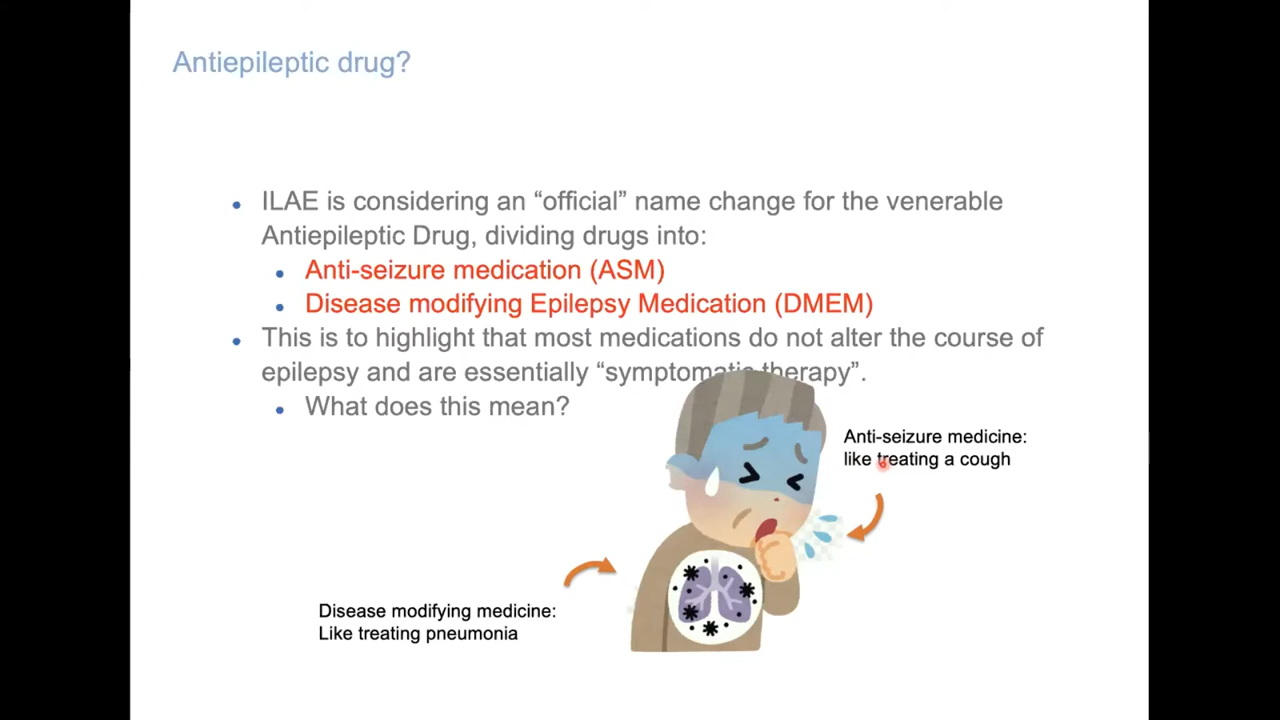 Antiepileptic drug?
• ILAE is considering an “official” name change for the venerable
Antiepileptic Drug, dividing drugs into:
• Anti-seizure medication (ASM)
• Disease modifying Epilepsy Medication (DMEM)
• This is to highlight that most medications do not alter the course of
epilepsy and are essentially “symptomatic therapy”.
• What does this mean?
Anti-seizure medicine:
like treating a cough
Disease modifying medicine:
Like treating pneumonia